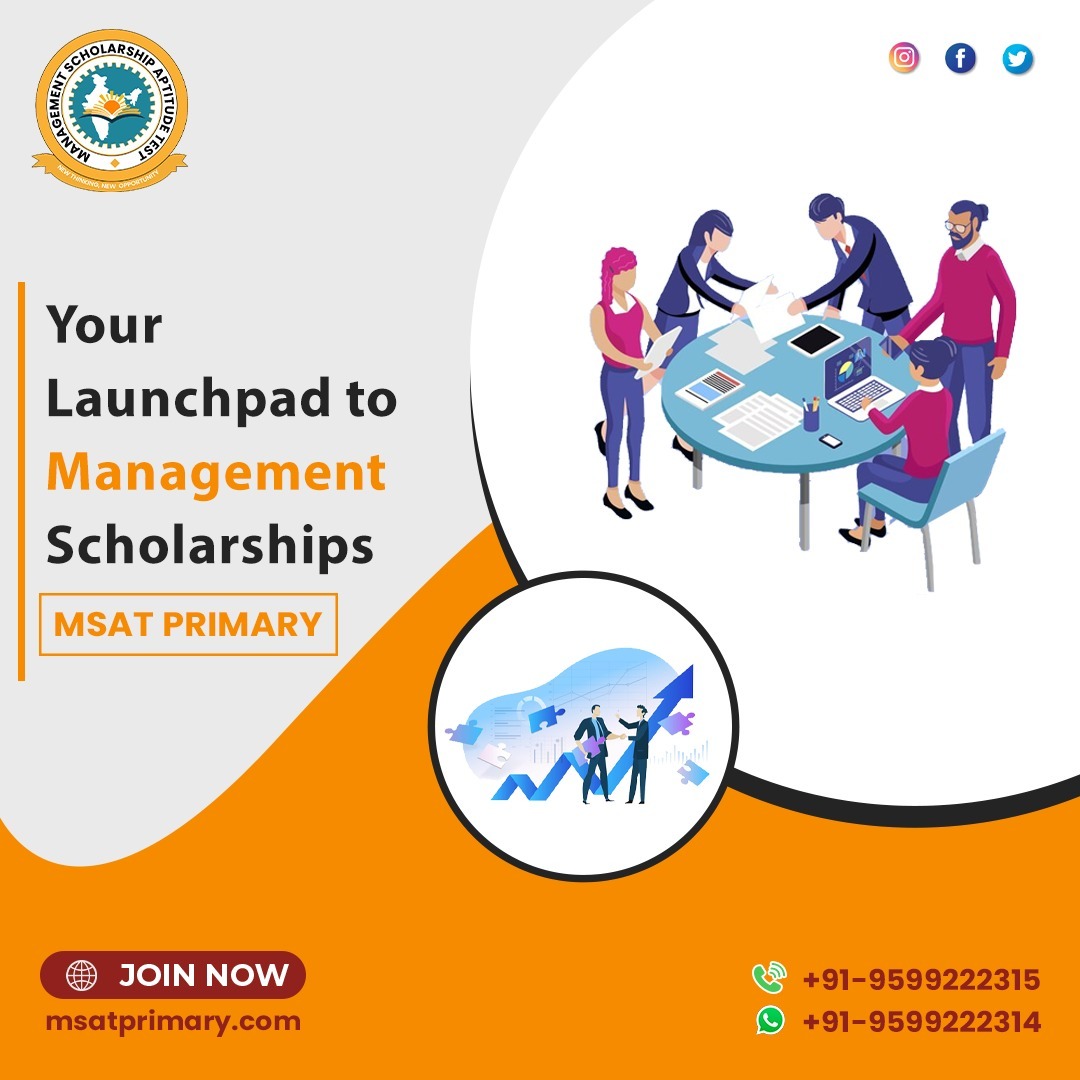 MANAGEMENT SCHOLARSHIP APTITUDE TEST
NEW THINKING, NEW OPPORTUNITY
Your
Launchpad to
Management
Scholarships
MSAT PRIMARY
JOIN NOW
msatprimary.com
+91-9599222315
+91-9599222314